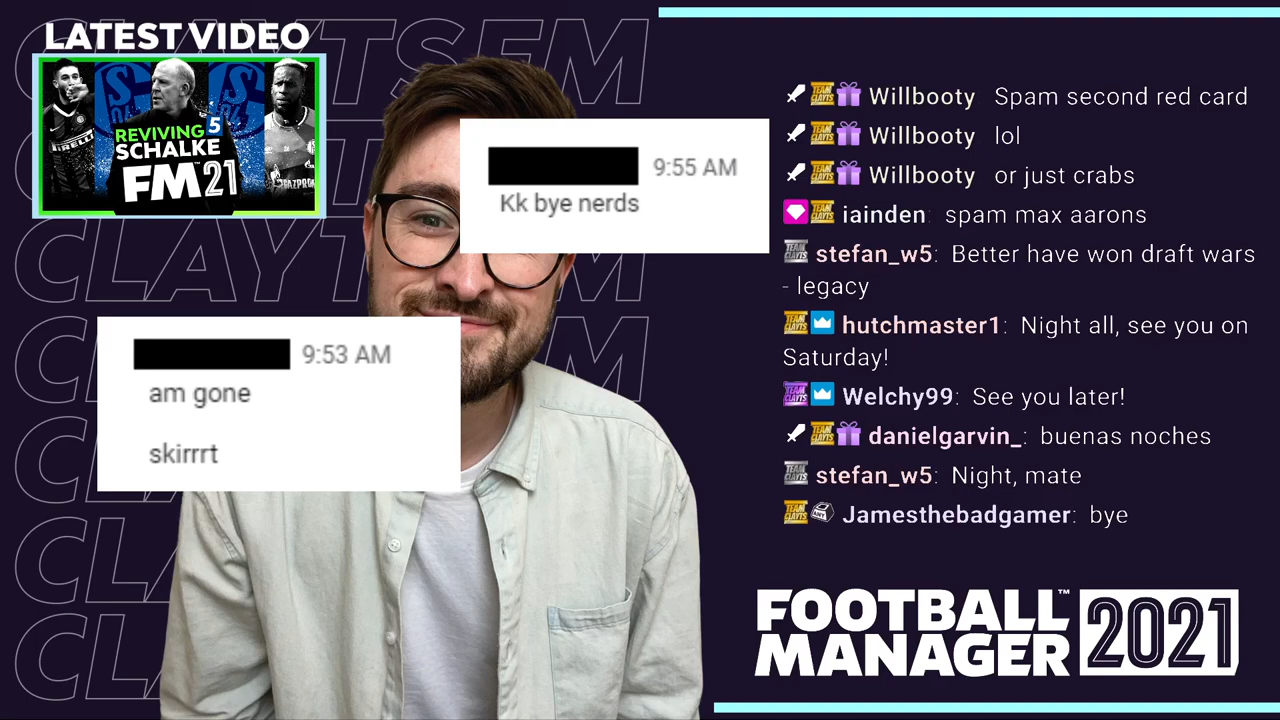 LATEST VIDEO
REVIVING 5
SCHALKE
FM21
PIRELLI
CLAYTSFM
9:55 AM
Kk bye nerds
9:53 AM
am gone
skirrrt
Willbooty Spam second red card
Willbooty lol
Willbooty or just crabs
iainden: spam max aarons
stefan_w5: Better have won draft wars
- legacy
hutchmaster1: Night all, see you on
Saturday!
Welchy99: See you later!
danielgarvin_: buenas noches
stefan_w5: Night, mate
Jamesthebadgamer: bye
FOOTBALL™
MANAGER 2021